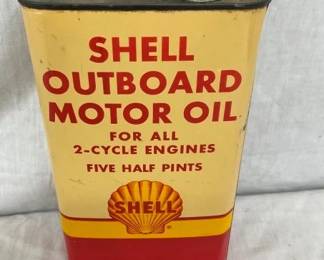 SHELL
OUTBOARD
MOTOR OIL
FOR ALL
2-CYCLE ENGINES
FIVE HALF PINTS
SHELL